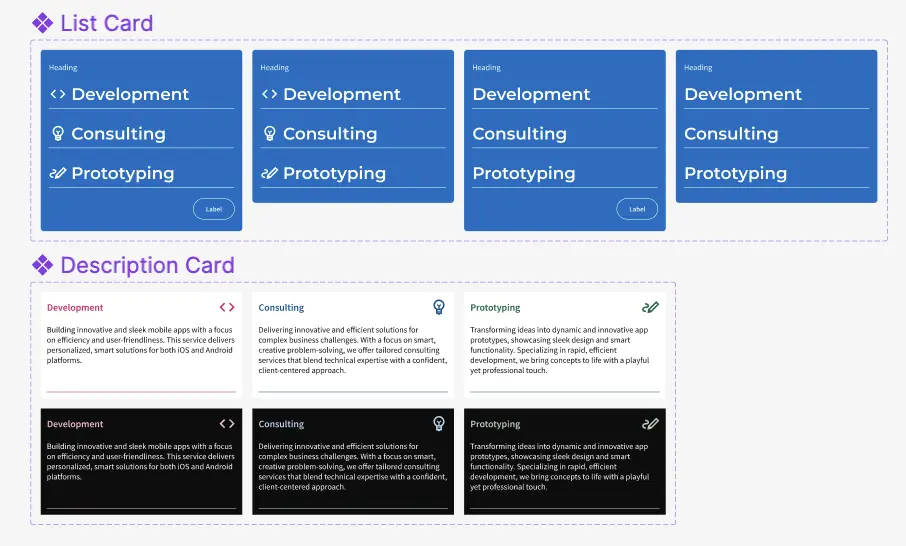 List Card
Heading
Development
Consulting
Prototyping
Label
Heading
Development
Consulting
Prototyping
Heading
Development
Consulting
Prototyping
Label
Heading
Development
Consulting
Prototyping
Description Card
Development
Building innovative and sleek mobile apps with a focus
on efficiency and user-friendliness. This service delivers
personalized, smart solutions for both iOS and Android
platforms.
Consulting
Delivering innovative and efficient solutions for
complex business challenges. With a focus on smart,
creative problem-solving, we offer tailored consulting
services that blend technical expertise with a confident,
client-centered approach.
Prototyping
Transforming ideas into dynamic and innovative app
prototypes, showcasing sleek design and smart
functionality. Specializing in rapid, efficient
development, we bring concepts to life with a playful
yet professional touch.
Development
Building innovative and sleek mobile apps with a focus
on efficiency and user-friendliness. This service delivers
personalized, smart solutions for both iOS and Android
platforms.
Consulting
Delivering innovative and efficient solutions for
complex business challenges. With a focus on smart,
creative problem-solving, we offer tailored consulting
services that blend technical expertise with a confident,
client-centered approach.
Prototyping
Transforming ideas into dynamic and innovative app
prototypes, showcasing sleek design and smart
functionality. Specializing in rapid, efficient
development, we bring concepts to life with a playful
yet professional touch.